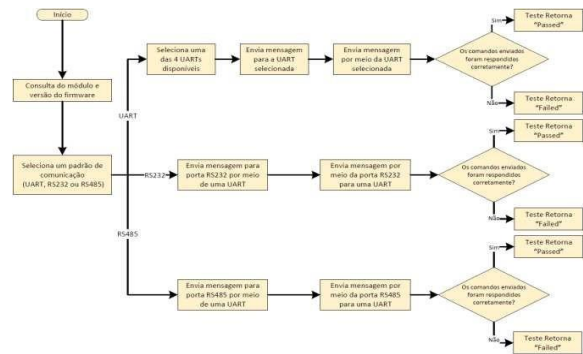 Início
Consulta do módulo e
versão do firmware
Seleciona um padrão de
comunicação
(UART, RS232 ou RS485)
UART
Seleciona uma
das 4 UARTs
disponíveis
Envia mensagem
para a UART
selecionada
Envia mensagem
por meio da UART
selecionada
Os comandos enviados
foram respondidos
corretamente?
Sim
Teste Retorna
"Passed"
Não
Teste Retorna
"Failed"
RS232
Envia mensagem para
porta RS232 por meio
de uma UART
Envia mensagem por
meio da porta RS232
para uma UART
Os comandos enviados
foram respondidos
corretamente?
Sim
Teste Retorna
"Passed"
Não
Teste Retorna
"Failed"
RS485
Envia mensagem para
porta RS485 por meio
de uma UART
Envia mensagem por
meio da porta RS485
para uma UART
Os comandos enviados
foram respondidos
corretamente?
Sim
Teste Retorna
"Passed"
Não
Teste Retorna
"Failed"